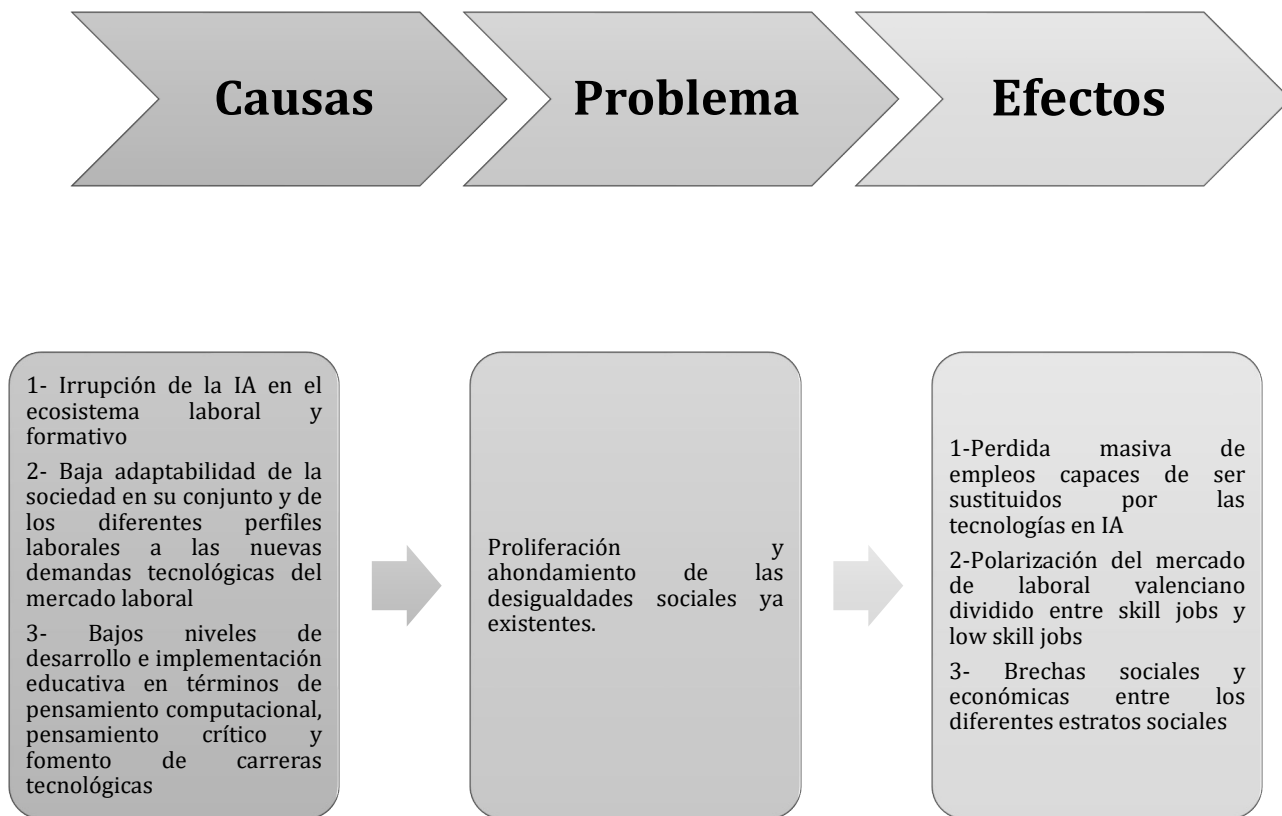 Causas
Problema
Efectos
1- Irrupción de la IA en el
ecosistema laboral y
formativo
2- Baja adaptabilidad de la
sociedad en su conjunto y de
los diferentes perfiles
laborales a las nuevas
demandas tecnológicas del
mercado laboral
3- Bajos niveles de
desarrollo e implementación
educativa en términos de
pensamiento computacional,
pensamiento crítico y
fomento de carreras
tecnológicas
Proliferación y
ahondamiento de las
desigualdades sociales ya
existentes.
1-Perdida masiva de
empleos capaces de ser
sustituidos por las
tecnologías en IA
2-Polarización del mercado
de laboral valenciano
dividido entre skill jobs y
low skill jobs
3- Brechas sociales y
económicas entre los
diferentes estratos sociales